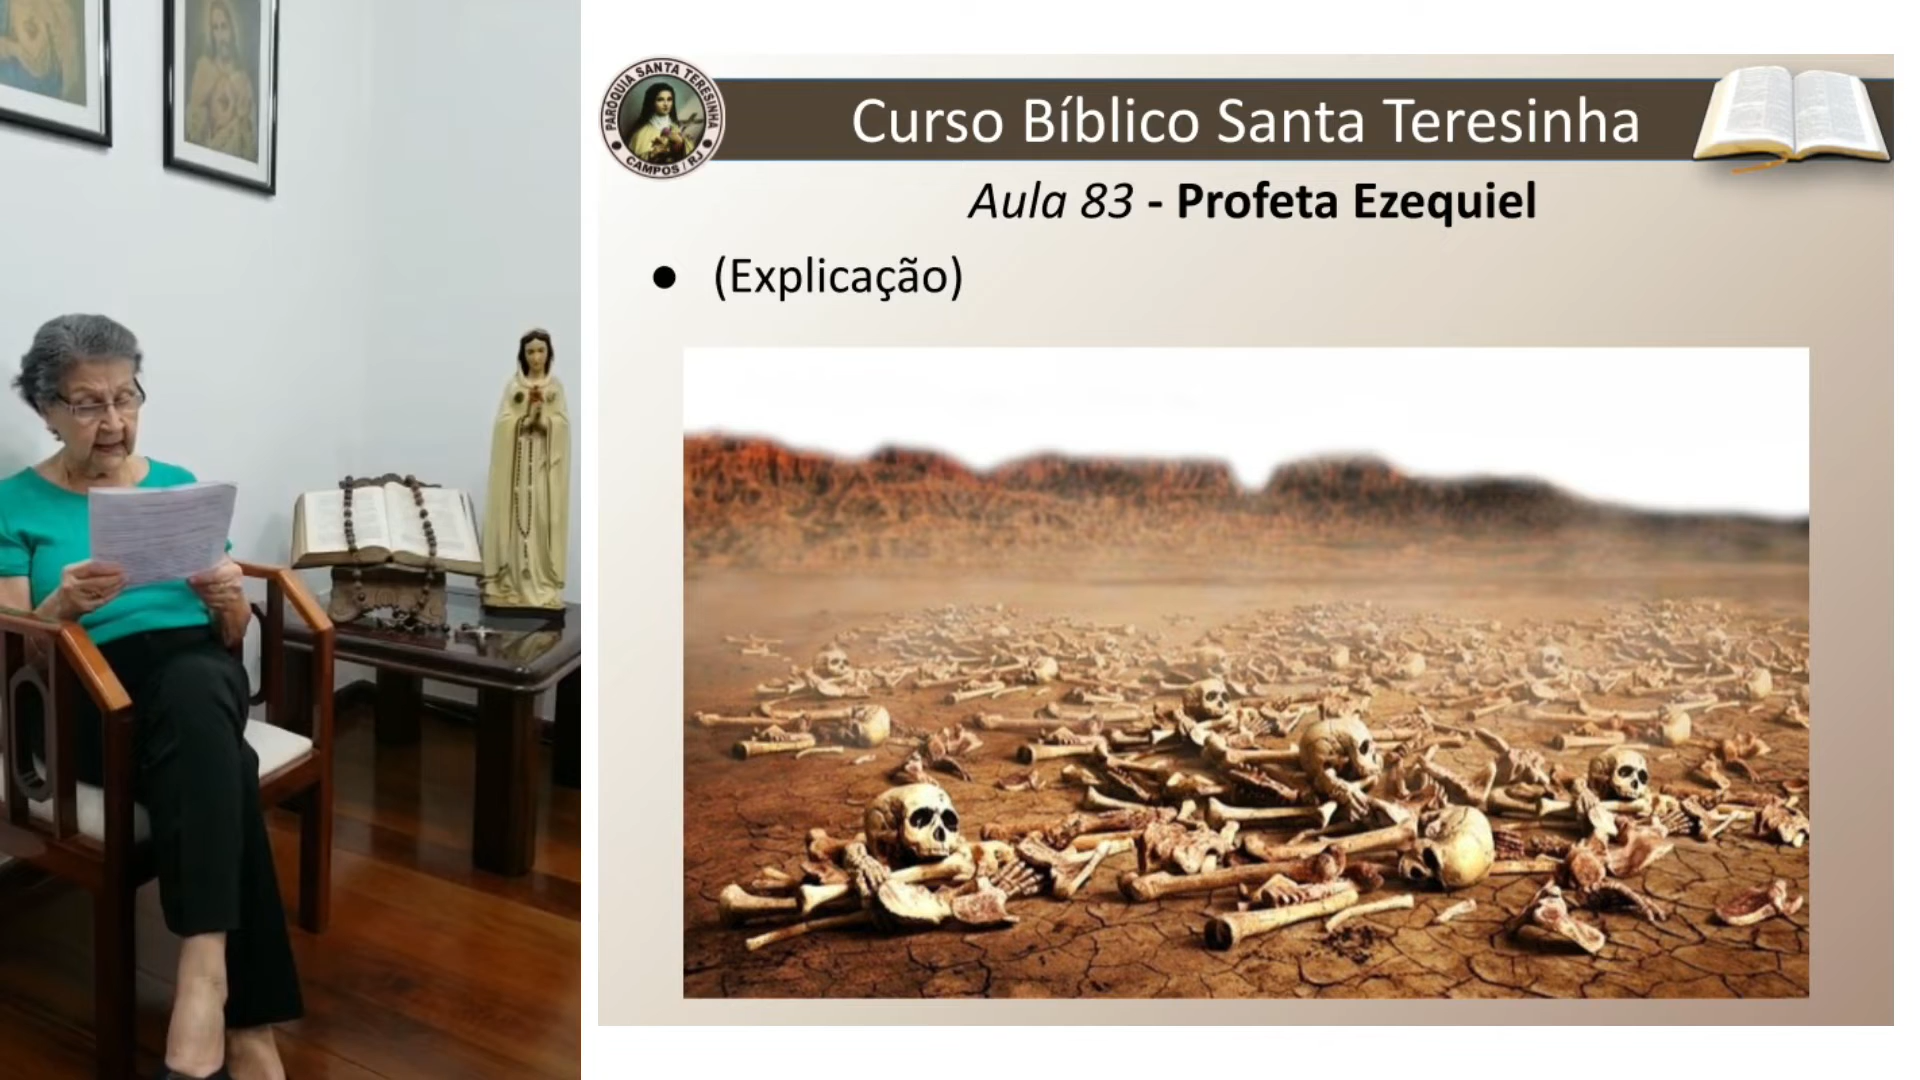 PARÓQUIA SANTA TERESINHA
CAMPOS / RJ
Curso Bíblico Santa Teresinha
Aula 83 - Profeta Ezequiel
● (Explicação)